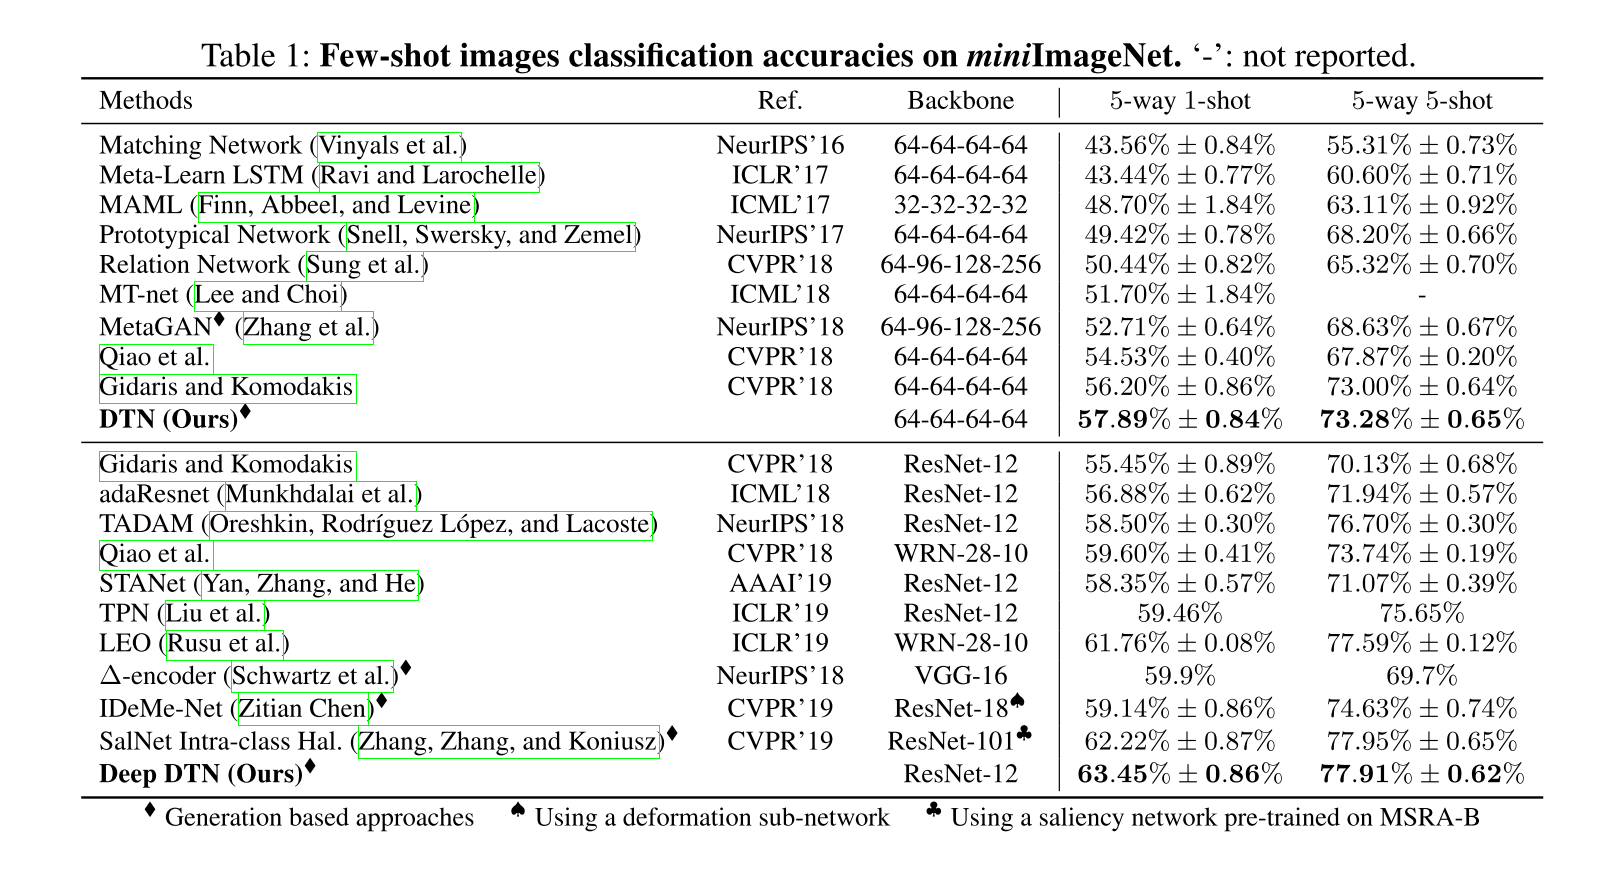 Table 1: Few-shot images classification accuracies on miniImageNet. ‘-’: not reported.
Methods Ref. Backbone 5-way 1-shot 5-way 5-shot
Matching Network (Vinyals et al.) NeurIPS’16 64-64-64-64 43.56% ± 0.84% 55.31% ± 0.73%
Meta-Learn LSTM (Ravi and Larochelle) ICLR’17 64-64-64-64 43.44% ± 0.77% 60.60% ± 0.71%
MAML (Finn, Abbeel, and Levine) ICML’17 32-32-32-32 48.70% ± 1.84% 63.11% ± 0.92%
Prototypical Network (Snell, Swersky, and Zemel) NeurIPS’17 64-64-64-64 49.42% ± 0.78% 68.20% ± 0.66%
Relation Network (Sung et al.) CVPR’18 64-96-128-256 50.44% ± 0.82% 65.32% ± 0.70%
MT-net (Lee and Choi) ICML’18 64-64-64-64 51.70% ± 1.84% -
MetaGAN♦ (Zhang et al.) NeurIPS’18 64-96-128-256 52.71% ± 0.64% 68.63% ± 0.67%
Qiao et al. CVPR’18 64-64-64-64 54.53% ± 0.40% 67.87% ± 0.20%
Gidaris and Komodakis CVPR’18 64-64-64-64 56.20% ± 0.86% 73.00% ± 0.64%
DTN (Ours)♦ 64-64-64-64 57.89% ± 0.84% 73.28% ± 0.65%
Gidaris and Komodakis CVPR’18 ResNet-12 55.45% ± 0.89% 70.13% ± 0.68%
adaResnet (Munkhdalai et al.) ICML’18 ResNet-12 56.88% ± 0.62% 71.94% ± 0.57%
TADAM (Oreshkin, Rodríguez López, and Lacoste) NeurIPS’18 ResNet-12 58.50% ± 0.30% 76.70% ± 0.30%
Qiao et al. CVPR’18 WRN-28-10 59.60% ± 0.41% 73.74% ± 0.19%
STANet (Yan, Zhang, and He) AAAI’19 ResNet-12 58.35% ± 0.57% 71.07% ± 0.39%
TPN (Liu et al.) ICLR’19 ResNet-12 59.46% 75.65%
LEO (Rusu et al.) ICLR’19 WRN-28-10 61.76% ± 0.08% 77.59% ± 0.12%
Δ-encoder (Schwartz et al.)♦ NeurIPS’18 VGG-16 59.9% 69.7%
IDeMe-Net (Zitian Chen)♦ CVPR’19 ResNet-18♠ 59.14% ± 0.86% 74.63% ± 0.74%
SalNet Intra-class Hal. (Zhang, Zhang, and Koniusz)♦ CVPR’19 ResNet-101♣ 62.22% ± 0.87% 77.95% ± 0.65%
Deep DTN (Ours)♦ ResNet-12 63.45% ± 0.86% 77.91% ± 0.62%
♦ Generation based approaches ♠ Using a deformation sub-network ♣ Using a saliency network pre-trained on MSRA-B